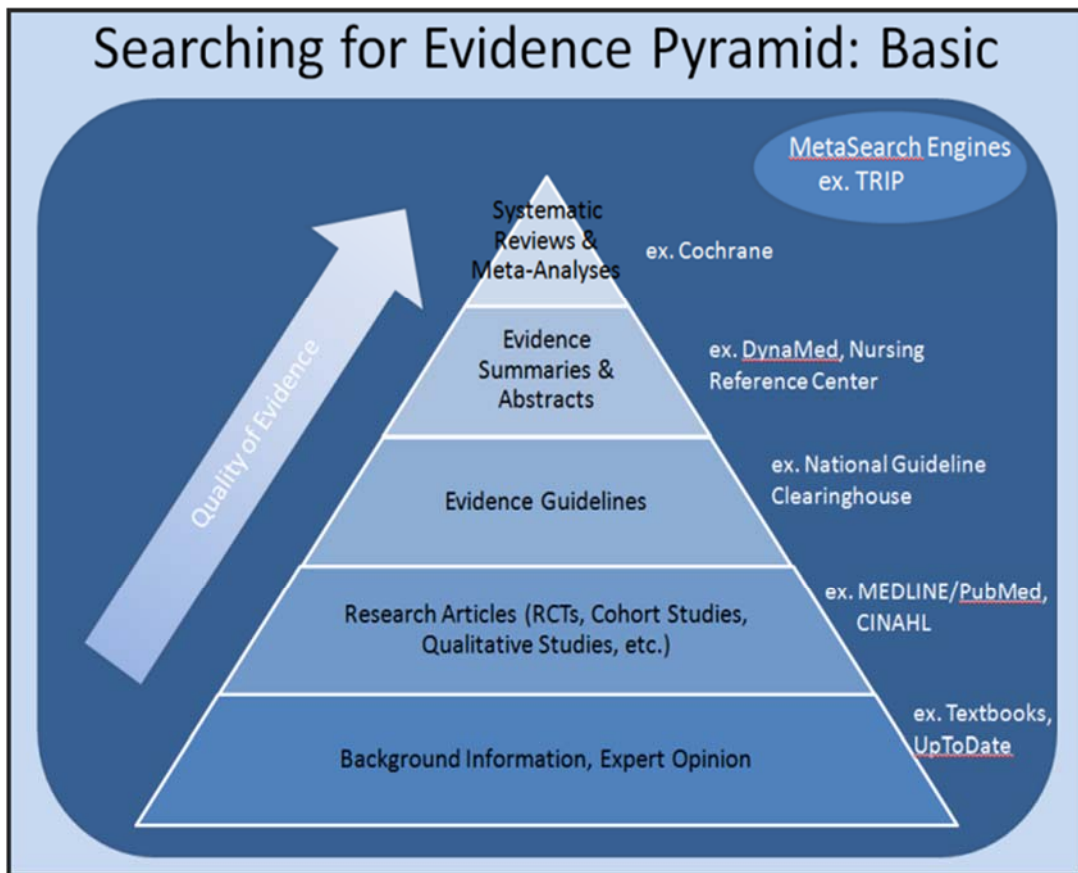 Searching for Evidence Pyramid: Basic
MetaSearch Engines
ex. TRIP
Systematic
Reviews &
Meta-Analyses
ex. Cochrane
Evidence
Summaries &
Abstracts
ex. DynaMed, Nursing
Reference Center
Quality of Evidence
Evidence Guidelines
ex. National Guideline
Clearinghouse
Research Articles (RCTs, Cohort Studies,
Qualitative Studies, etc.)
ex. MEDLINE/PubMed,
CINAHL
Background Information, Expert Opinion
ex. Textbooks,
UpToDate